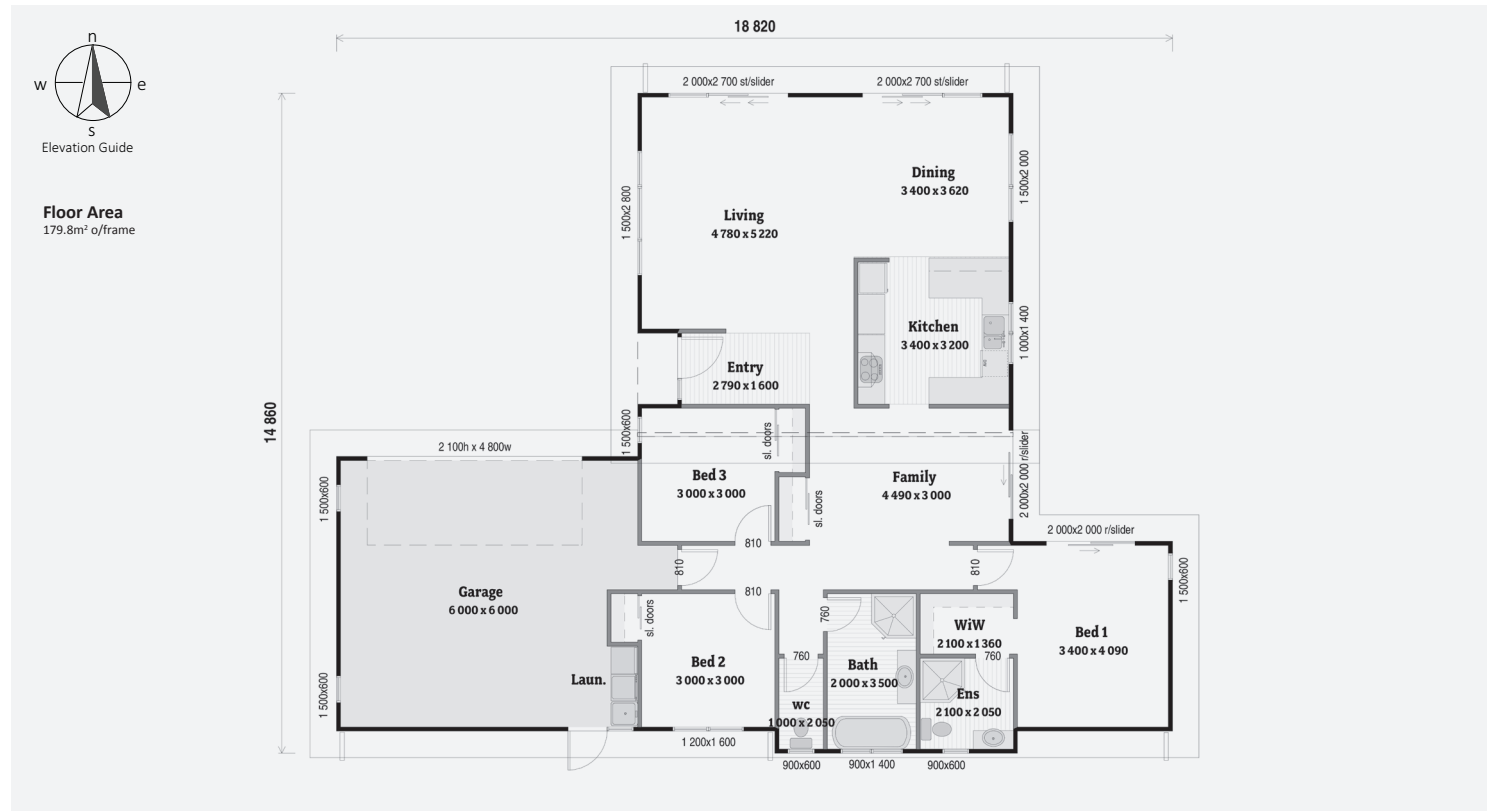 18 820
n
w
e
s
Elevation Guide
Floor Area
179.8m² o/frame
14 860
2 000x2 700 st/slider
2 000x2 700 st/slider
1 500x2 800
1 500x2 000
Dining
3 400 x 3 620
Living
4 780 x 5 220
Kitchen
3 400 x 3 200
1 000x1 400
Entry
2 790 x 1 600
1 500x600
sl. doors
2 100h x 4 800w
Bed 3
3 000 x 3 000
sl. doors
Family
4 490 x 3 000
2 000x2 000 r/slider
1 500x600
2 000x2 000 r/slider
810
810
810
810
1 500x600
Garage
6 000 x 6 000
sl. doors
760
WiW
2 100 x 1 360
Bed 1
3 400 x 4 090
760
760
Bed 2
3 000 x 3 000
Bath
2 000 x 3 500
Laun.
1 500x600
wc
1 000 x 2 050
Ens
2 100 x 2 050
1 200x1 600
900x600
900x1 400
900x600